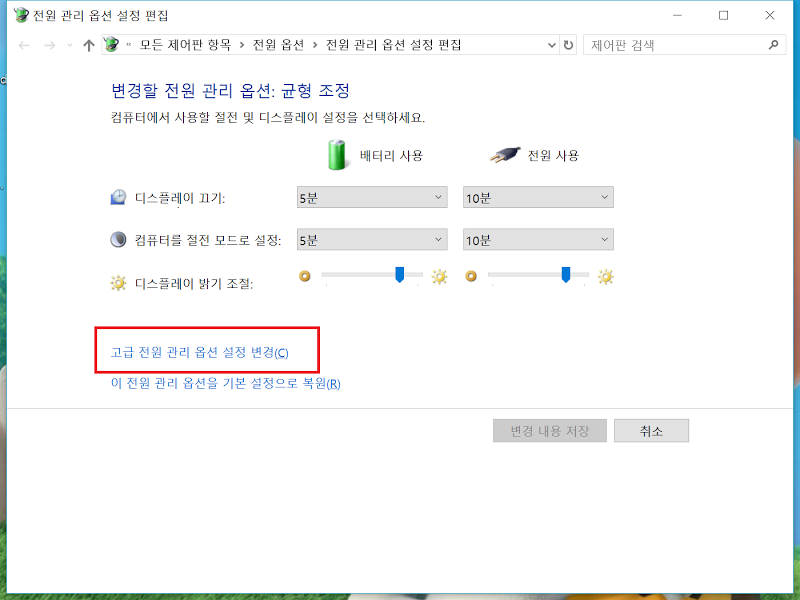 전원 관리 옵션 설정 편집
« 모든 제어판 항목 > 전원 옵션 > 전원 관리 옵션 설정 편집
제어판 검색
변경할 전원 관리 옵션: 균형 조정
컴퓨터에서 사용할 절전 및 디스플레이 설정을 선택하세요.
배터리 사용 전원 사용
디스플레이 끄기: 5분 10분
컴퓨터를 절전 모드로 설정: 5분 10분
디스플레이 밝기 조절:
고급 전원 관리 옵션 설정 변경(C)
이 전원 관리 옵션을 기본 설정으로 복원(R)
변경 내용 저장 취소